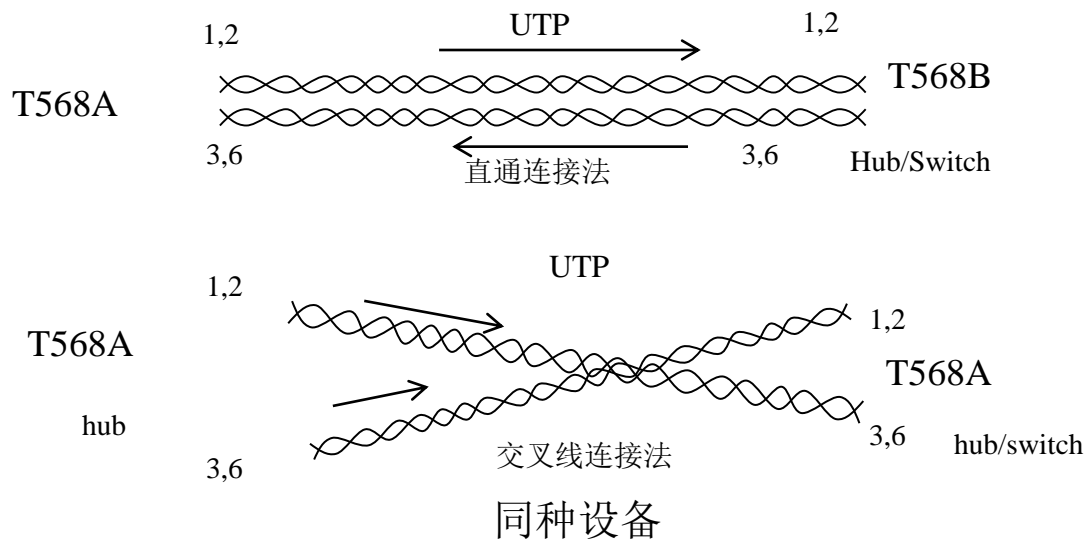 UTP
1,2
1,2
T568A
T568B
3,6
3,6
直通连接法
Hub/Switch
UTP
1,2
1,2
T568A
T568A
hub
3,6
3,6
hub/switch
交叉线连接法
同种设备